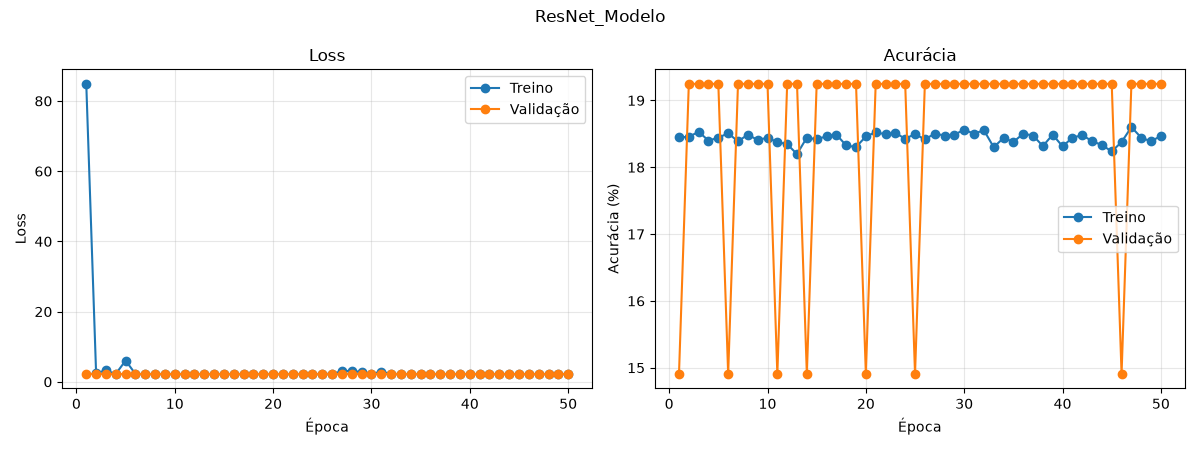 ResNet_Modelo
Loss
Loss
80
60
40
20
0
0 10 20 30 40 50
Época
Treino
Validação
Acurácia
Acurácia (%)
19
18
17
16
15
0 10 20 30 40 50
Época
Treino
Validação